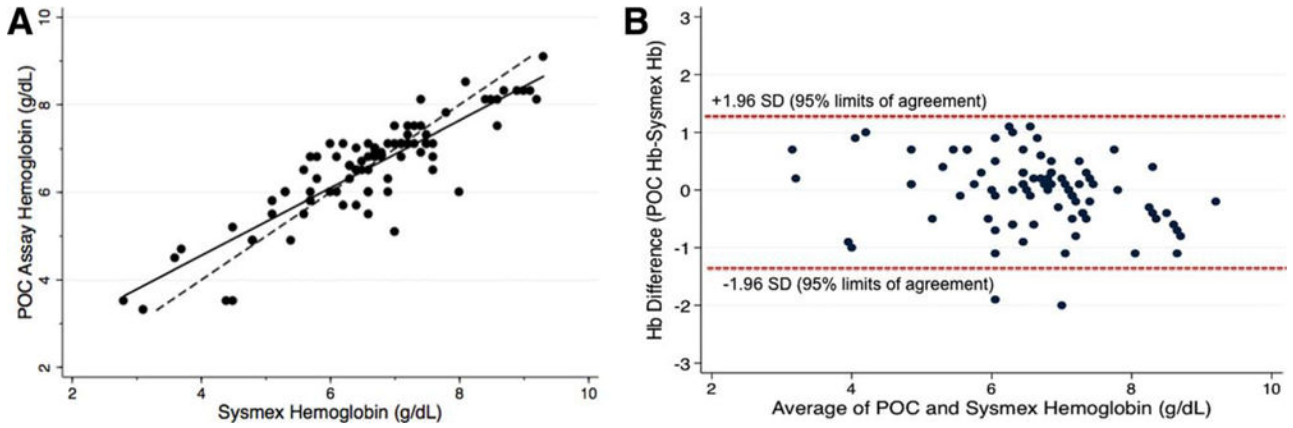 A
POC Assay Hemoglobin (g/dL)
10
8
6
4
2
2 4 6 8 10
Sysmex Hemoglobin (g/dL)
B
Hb Difference (POC Hb-Sysmex Hb)
3
2
+1.96 SD (95% limits of agreement)
1
0
-1
-1.96 SD (95% limits of agreement)
-2
-3
2 4 6 8 10
Average of POC and Sysmex Hemoglobin (g/dL)